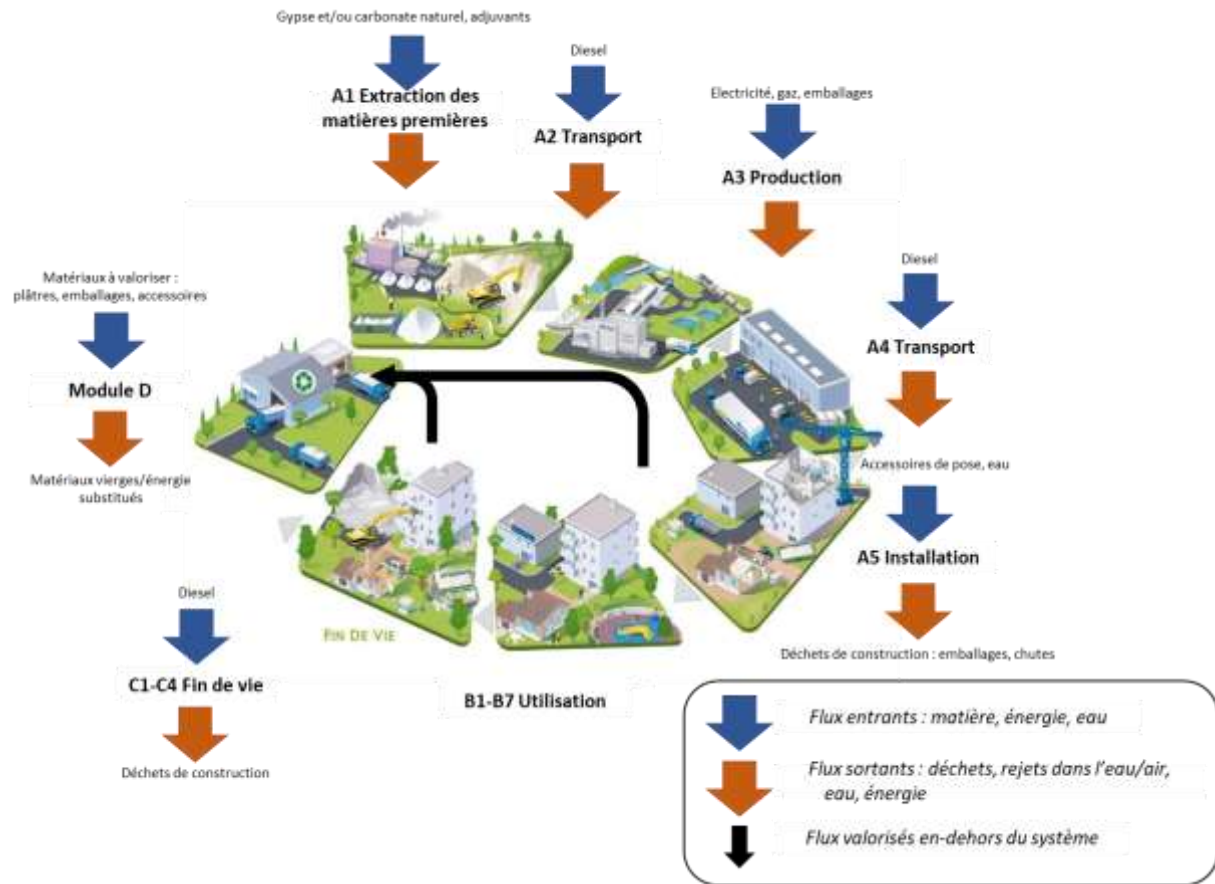 Gypse et/ou carbonate naturel, adjuvants
A1 Extraction des
matières premières
Diesel
A2 Transport
Electricité, gaz, emballages
A3 Production
Diesel
A4 Transport
Accessoires de pose, eau
A5 Installation
Déchets de construction : emballages, chutes
Matériaux à valoriser :
plâtres, emballages, accessoires
Module D
Matériaux vierges/énergie
substitués
FIN DE VIE
Diesel
C1-C4 Fin de vie
Déchets de construction
B1-B7 Utilisation
Flux entrants : matière, énergie, eau
Flux sortants : déchets, rejets dans l'eau/air,
eau, énergie
Flux valorisés en-dehors du système